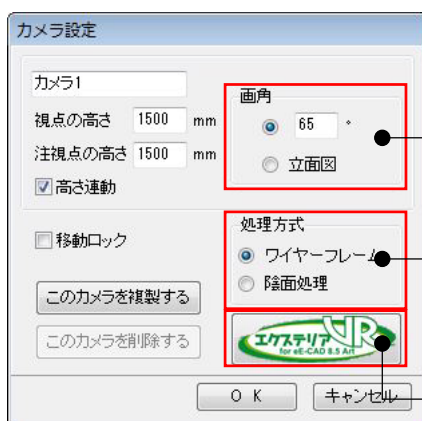 カメラ設定
カメラ1
視点の高さ 1500 mm
注視点の高さ 1500 mm
高さ連動
画角
65 °
立面図
移動ロック
処理方式
ワイヤーフレーム
陰面処理
このカメラを複製する
このカメラを削除する
エクステリアVR
for eE-CAD 8.5 Art
OK
キャンセル